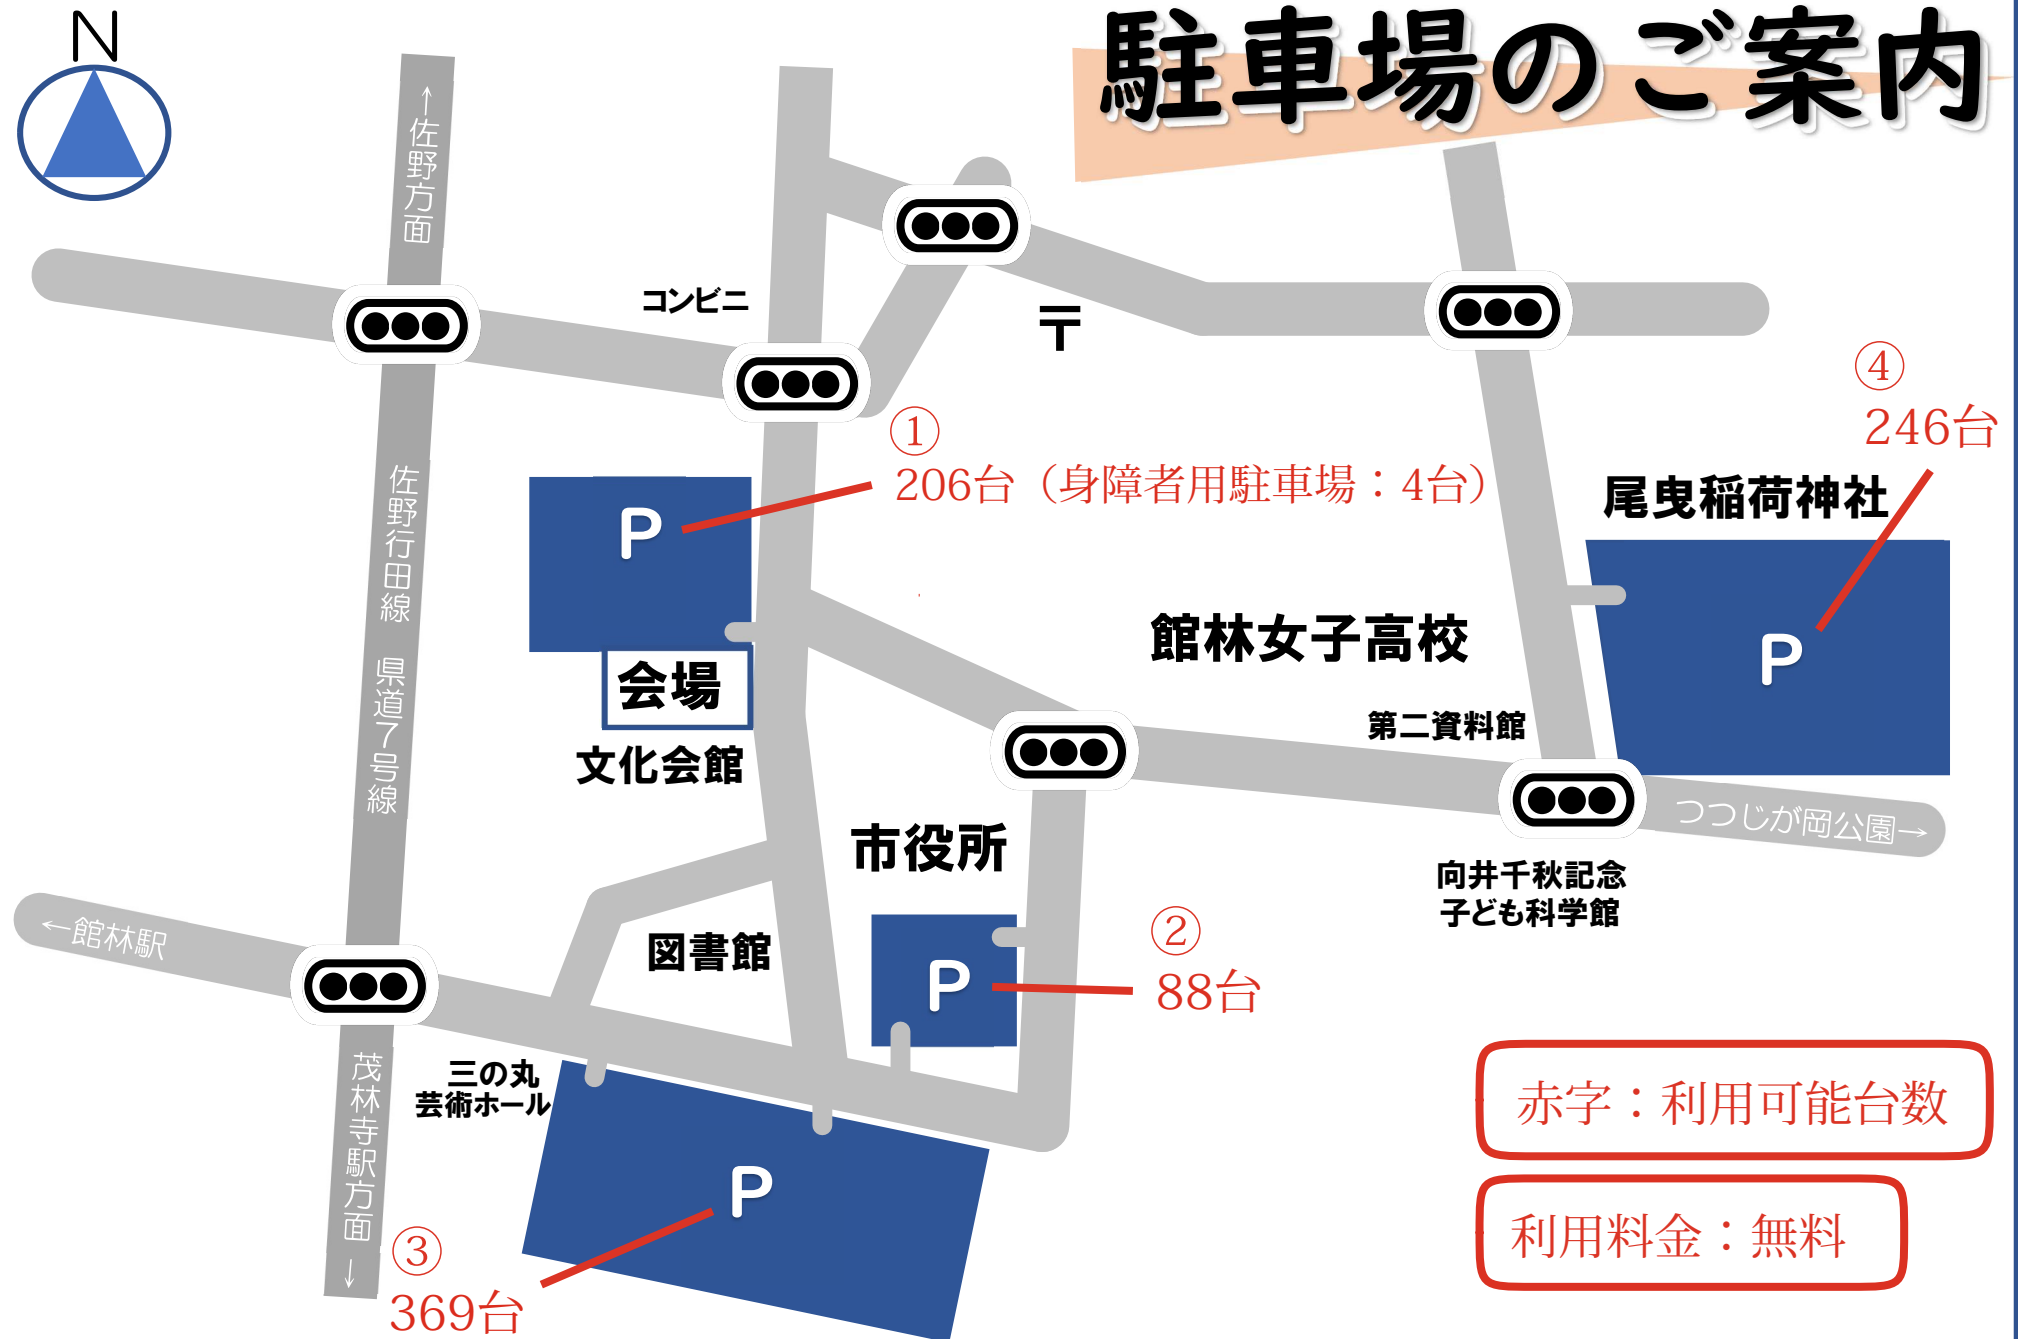 駐車場のご案内
N
←佐野方面
コンビニ
〒
④
246台
①
206台（身障者用駐車場：4台）
尾曳稲荷神社
P
佐野行田線　県道7号線
館林女子高校
P
会場
第二資料館
文化会館
つつじが岡公園→
市役所
向井千秋記念
子ども科学館
←館林駅
図書館
②
88台
P
三の丸
芸術ホール
茂林寺駅方面→
P
③
369台
赤字：利用可能台数
利用料金：無料